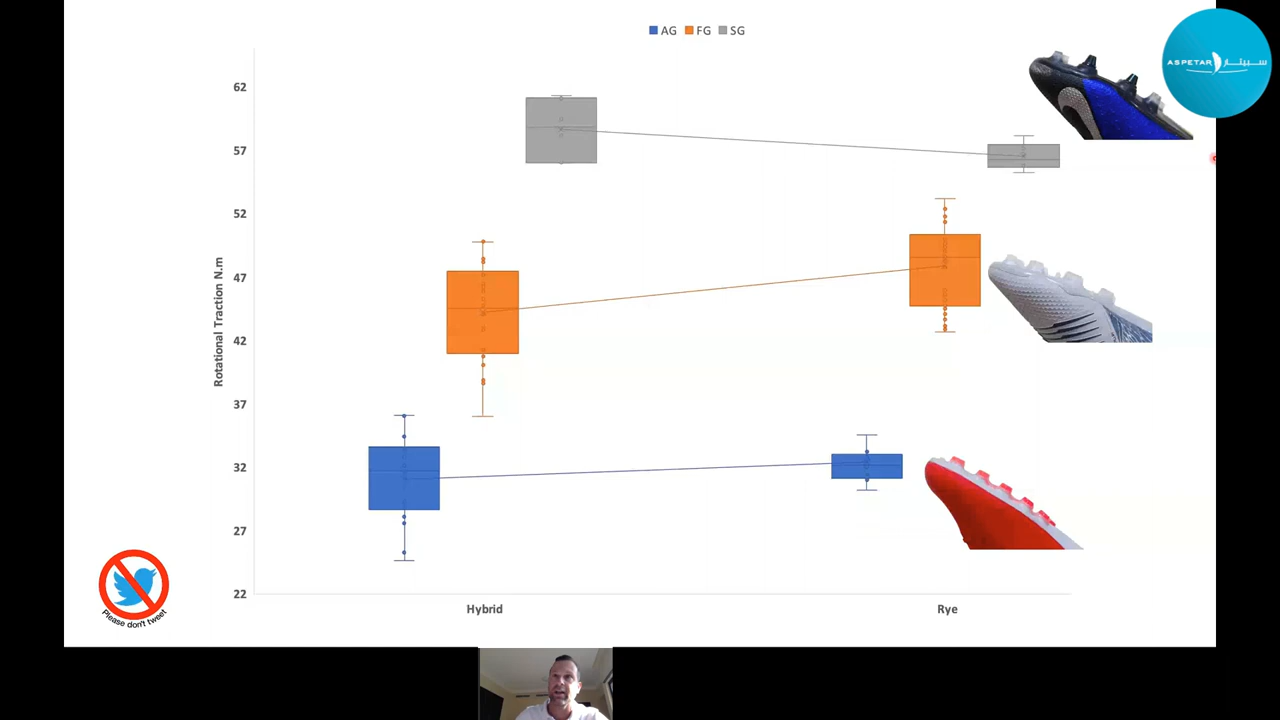 AG FG SG
ASPETAR سبيتار
62
57
52
47
42
37
32
27
22
Rotational Traction N.m
Hybrid Rye
Please don't tweet